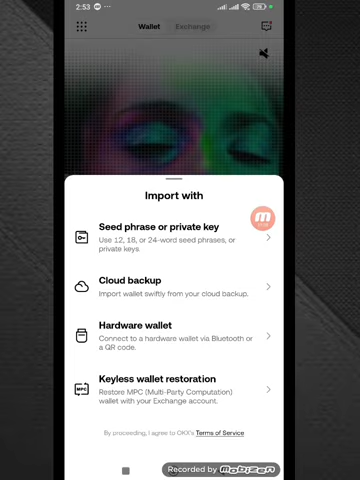 2:53
Wallet Exchange
Import with
Seed phrase or private key
Use 12, 18, or 24-word seed phrases, or
private keys.
Cloud backup
Import wallet swiftly from your cloud backup.
Hardware wallet
Connect to a hardware wallet via Bluetooth or
a QR code.
MPC
Keyless wallet restoration
Restore MPC (Multi-Party Computation)
wallet with your Exchange account.
By proceeding, I agree to OKX's Terms of Service
Recorded by mobizen